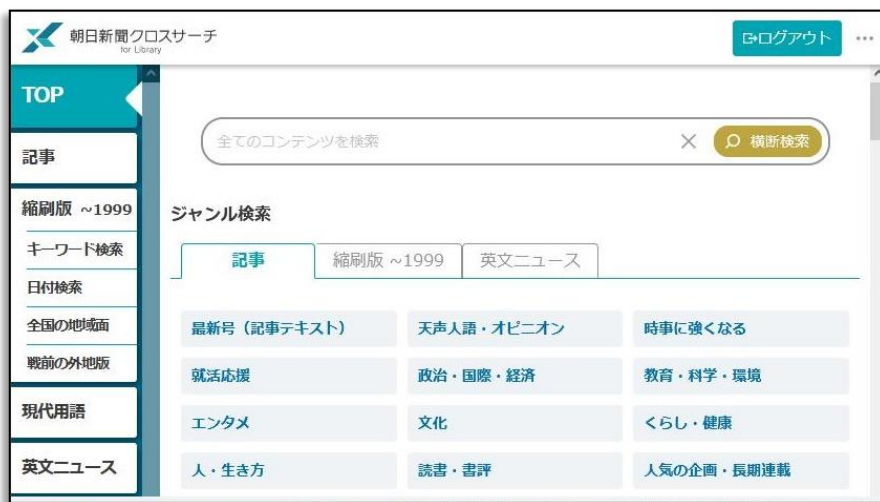 朝日新聞クロスサーチ
for Library
ログアウト
TOP
記事
縮刷版 ~1999
キーワード検索
日付検索
全国の地域面
戦前の外地版
現代用語
英文ニュース
全てのコンテンツを検索
横断検索
ジャンル検索
記事 縮刷版 ~1999 英文ニュース
最新号（記事テキスト） 天声人語・オピニオン 時事に強くなる
就活応援 政治・国際・経済 教育・科学・環境
エンタメ 文化 くらし・健康
人・生き方 読書・書評 人気の企画・長期連載